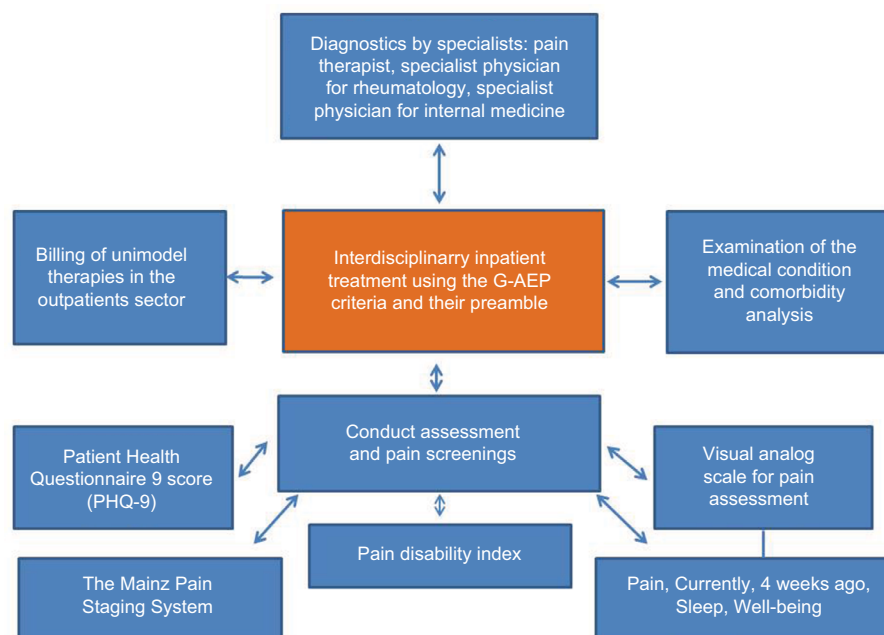 Diagnostics by specialists: pain
therapist, specialist physician
for rheumatology, specialist
physician for internal medicine
Billing of unimodel
therapies in the
outpatients sector
Interdisciplinarry inpatient
treatment using the G-AEP
criteria and their preamble
Examination of the
medical condition
and comorbidity
analysis
Conduct assessment
and pain screenings
Patient Health
Questionnaire 9 score
(PHQ-9)
Visual analog
scale for pain
assessment
Pain disability index
The Mainz Pain
Staging System
Pain, Currently, 4 weeks ago,
Sleep, Well-being